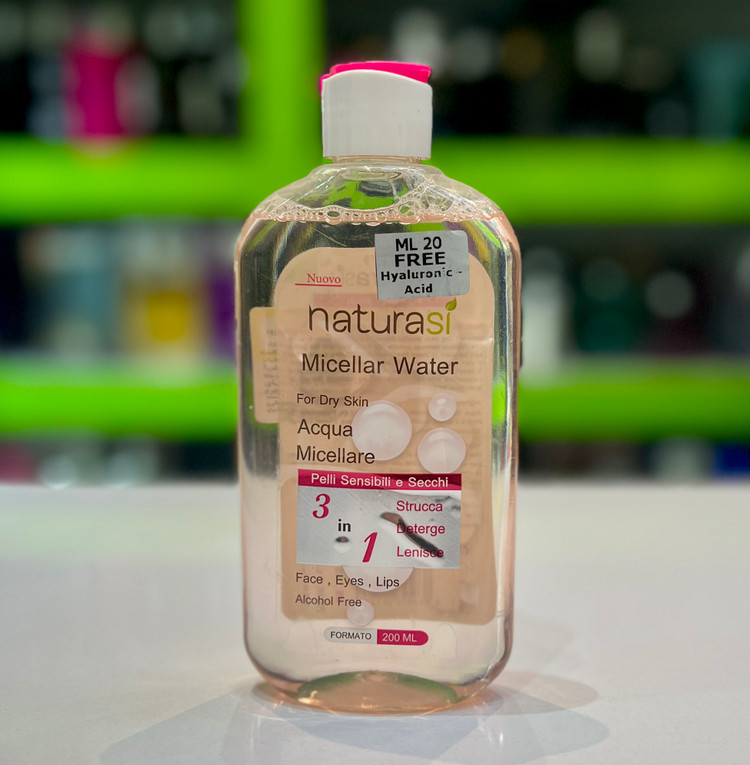 ML 20
FREE
Hyaluronic -
Acid
Nuovo
naturasi
Micellar Water
For Dry Skin
Acqua
Micellare
Pelli Sensibili e Secchi
3 in 1
Strucca
Deterge
Lenisce
Face , Eyes , Lips
Alcohol Free
FORMATO 200 ML